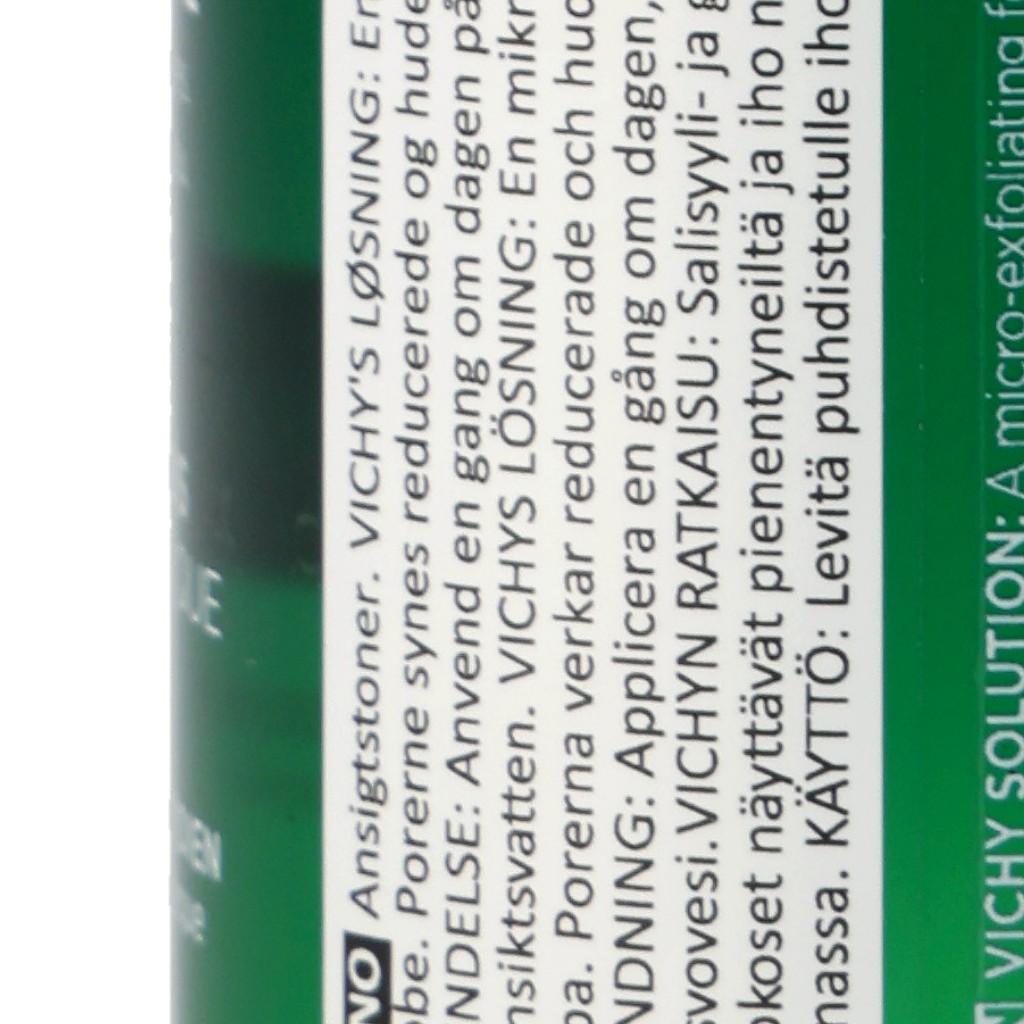 NO Ansigtstoner. VICHY'S LØSNING: En
Porerne synes reducerede og hude
NDELSE: Anvend en gang om dagen på
nsiktsvatten. VICHYS LÖSNING: En mikr
pa. Porerna verkar reducerade och hud
NDNING: Applicera en gång om dagen,
svovesi. VICHYN RATKAISU: Salisyyli- ja g
okoset näyttävät pienentyneiltä ja iho n
massa. KÄYTTÖ: Levitä puhdistetulle iho
VICHY SOLUTION: A micro-exfoliating fo